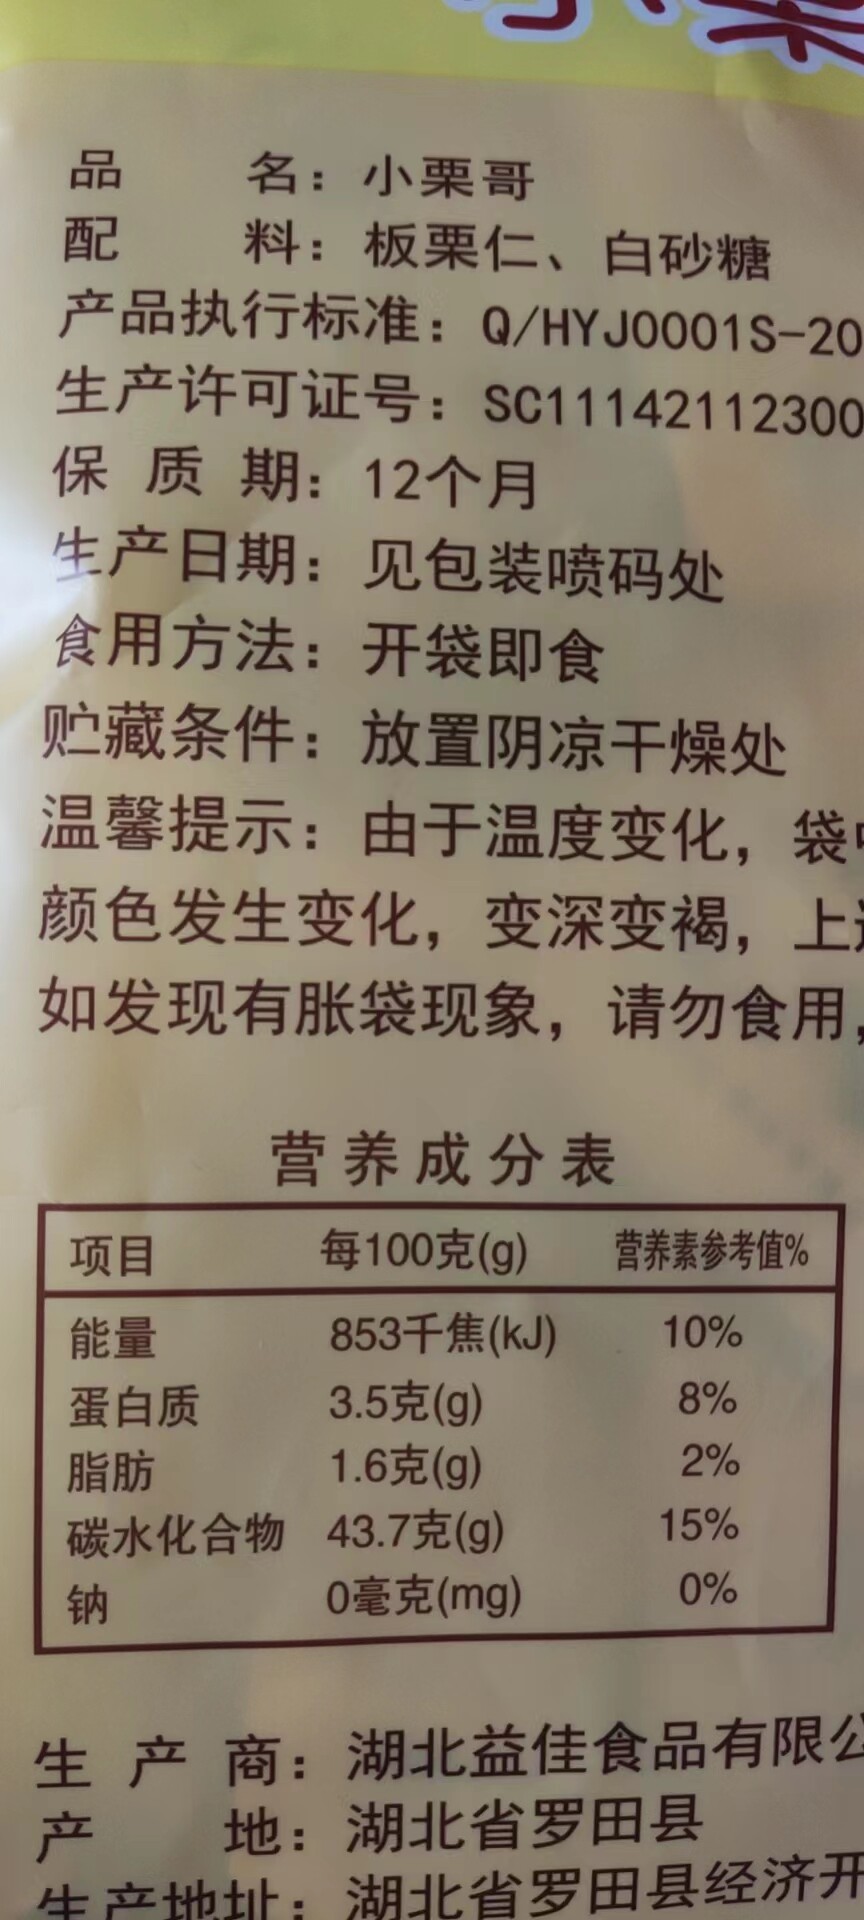 品 名：小栗哥
配 料：板栗仁、白砂糖
产品执行标准：Q/HYJ0001S-20
生产许可证号：SC11142112300
保 质 期：12个月
生产日期：见包装喷码处
食用方法：开袋即食
贮藏条件：放置阴凉干燥处
温馨提示：由于温度变化，袋
颜色发生变化，变深变褐，上
如发现有胀袋现象，请勿食用，
营养成分表
项目 每100克(g) 营养素参考值%
能量 853千焦(kJ) 10%
蛋白质 3.5克(g) 8%
脂肪 1.6克(g) 2%
碳水化合物 43.7克(g) 15%
钠 0毫克(mg) 0%
生 产 商：湖北益佳食品有限公
产 地：湖北省罗田县
生产地址：湖北省罗田县经济开